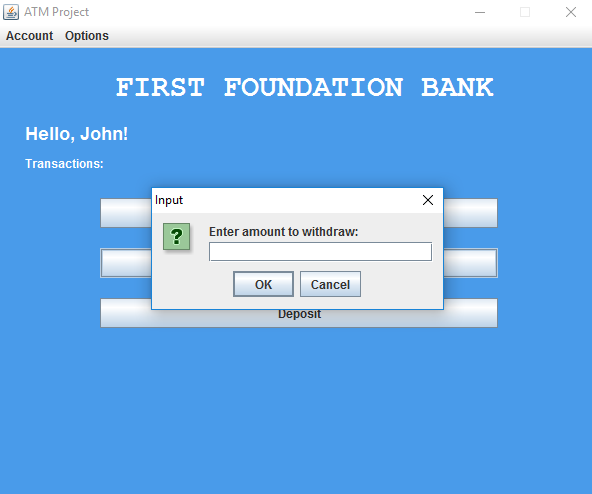 ATM Project
Account Options
FIRST FOUNDATION BANK
Hello, John!
Transactions:
Input
?
Enter amount to withdraw:
OK Cancel
Deposit